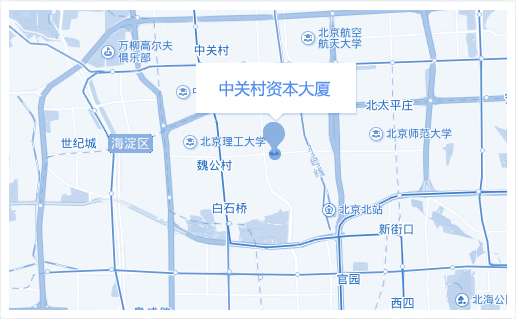 北京航空
航天大学
万柳高尔夫
俱乐部
中关村
中关村资本大厦
北太平庄
北京师范大学
世纪城
海淀区
北京理工大学
魏公村
白石桥
北京北站
新街口
官园
西四
北海公